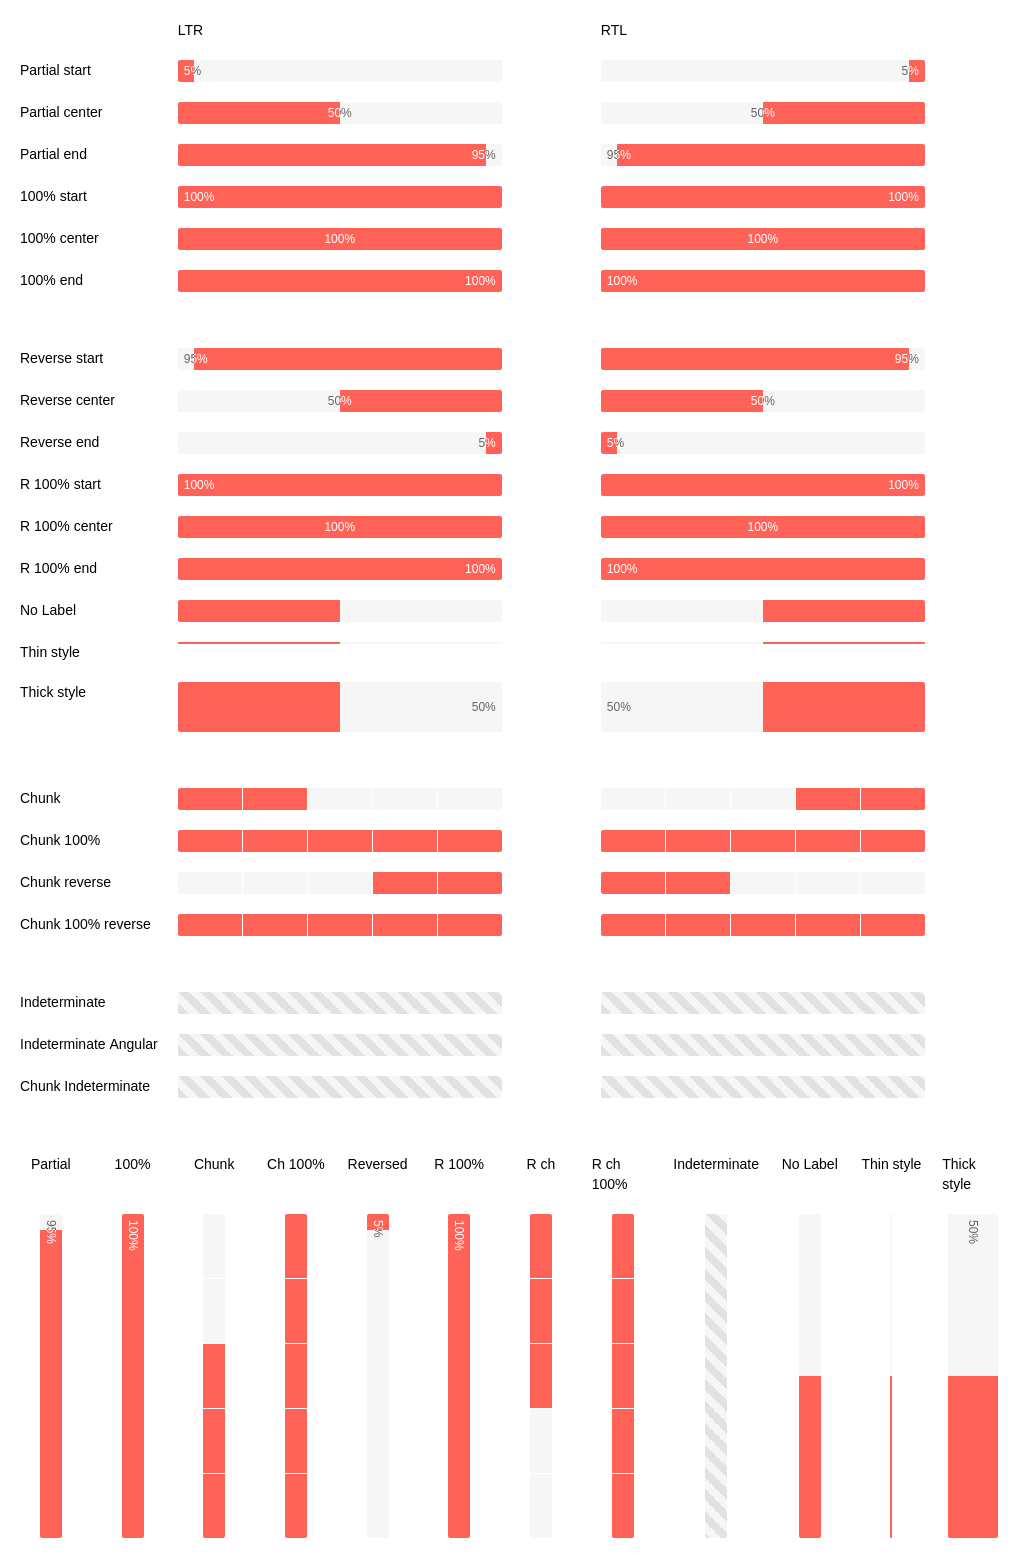 LTR RTL
Partial start 5% 5%
Partial center 50% 50%
Partial end 95% 95%
100% start 100% 100%
100% center 100% 100%
100% end 100% 100%
Reverse start 95% 95%
Reverse center 50% 50%
Reverse end 5% 5%
R 100% start 100% 100%
R 100% center 100% 100%
R 100% end 100% 100%
No Label
Thin style
Thick style 50% 50%
Chunk
Chunk 100%
Chunk reverse
Chunk 100% reverse
Indeterminate
Indeterminate Angular
Chunk Indeterminate
Partial 100% Chunk Ch 100% Reversed R 100% R ch R ch Indeterminate No Label Thin style Thick
100% style
95% 100% 5% 100% 50%